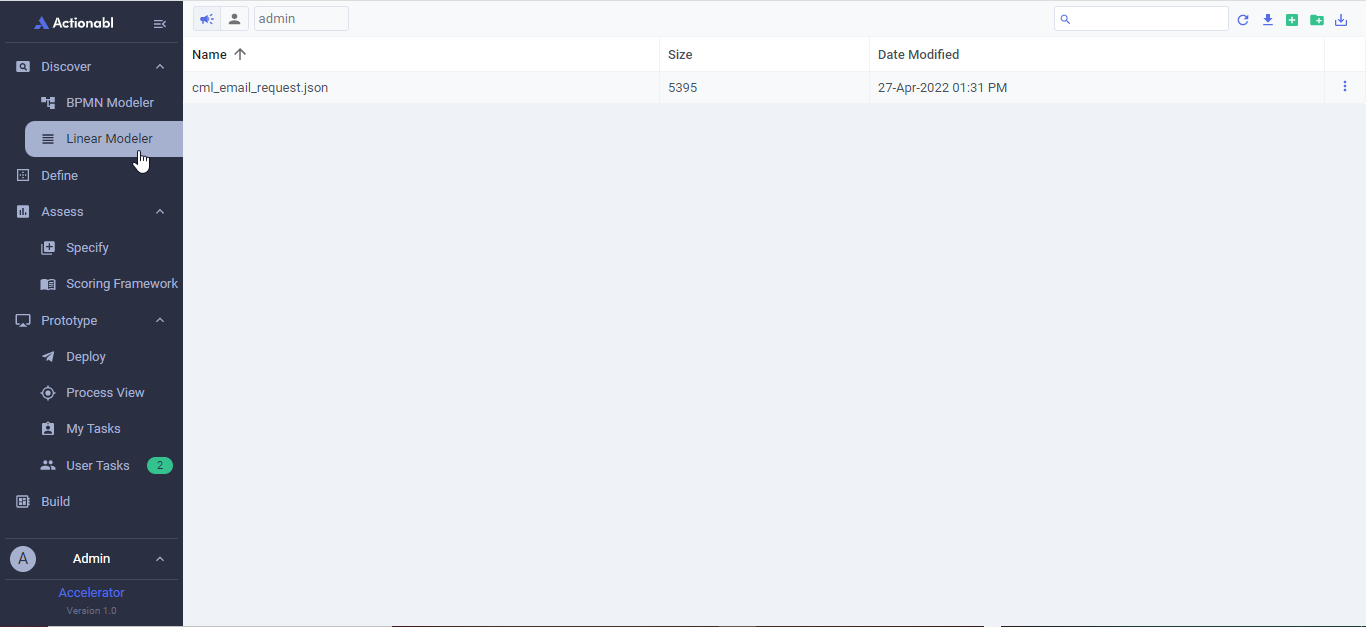 Actionabl
Discover
BPMN Modeler
Linear Modeler
Define
Assess
Specify
Scoring Framework
Prototype
Deploy
Process View
My Tasks
User Tasks 2
Build
A Admin
Accelerator
Version 1.0
admin
Name Size Date Modified
cml_email_request.json 5395 27-Apr-2022 01:31 PM